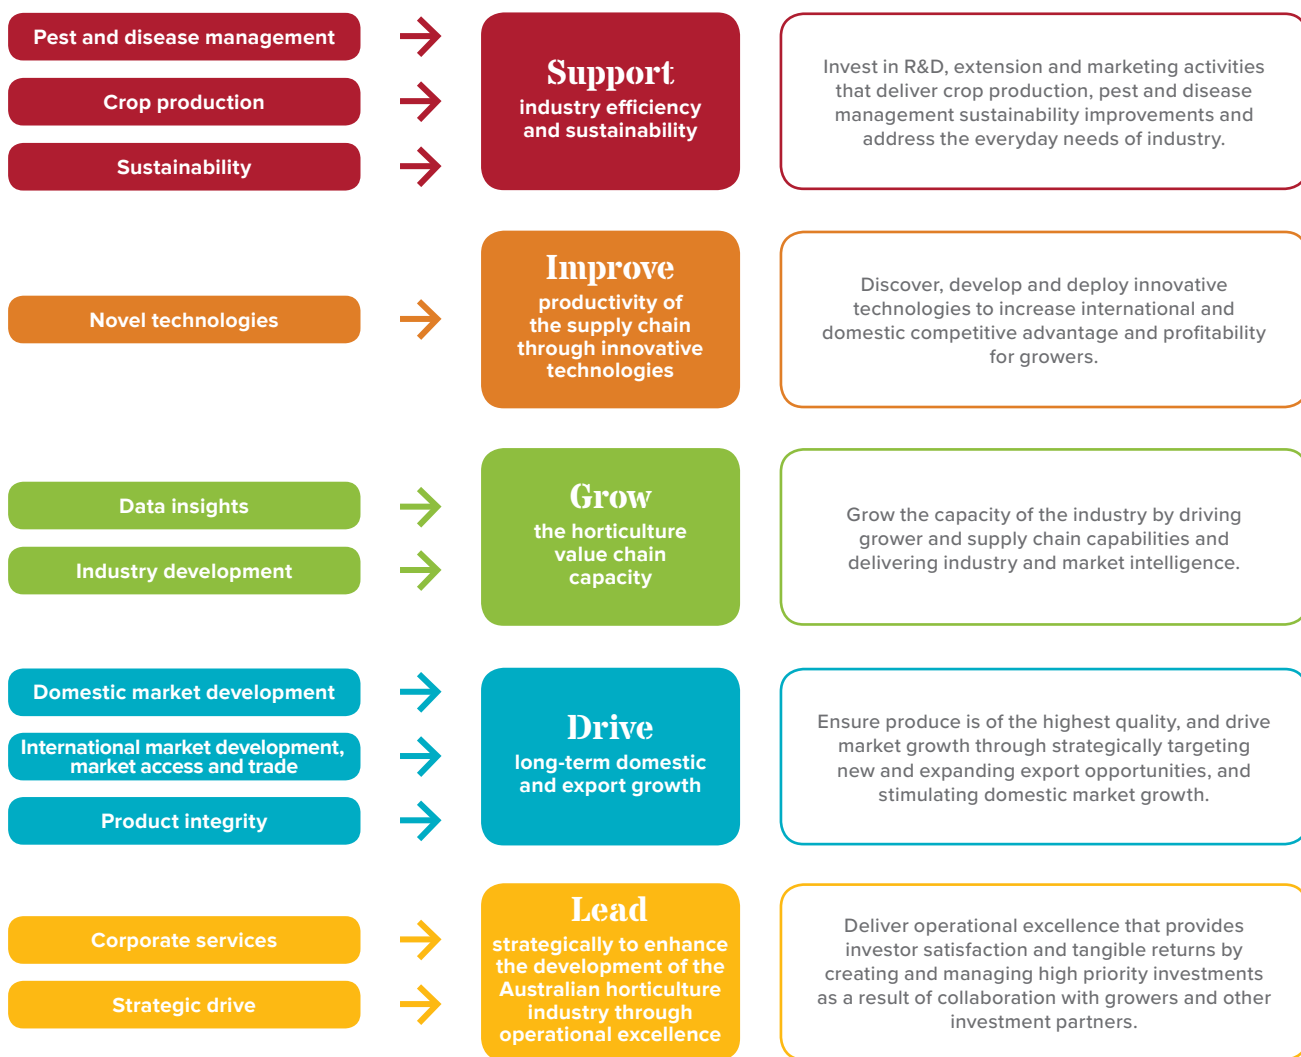 Pest and disease management
Crop production
Sustainability
Support
industry efficiency
and sustainability
Invest in R&D, extension and marketing activities
that deliver crop production, pest and disease
management sustainability improvements and
address the everyday needs of industry.
Novel technologies
Improve
productivity of
the supply chain
through innovative
technologies
Discover, develop and deploy innovative
technologies to increase international and
domestic competitive advantage and profitability
for growers.
Data insights
Industry development
Grow
the horticulture
value chain
capacity
Grow the capacity of the industry by driving
grower and supply chain capabilities and
delivering industry and market intelligence.
Domestic market development
International market development,
market access and trade
Product integrity
Drive
long-term domestic
and export growth
Ensure produce is of the highest quality, and drive
market growth through strategically targeting
new and expanding export opportunities, and
stimulating domestic market growth.
Corporate services
Strategic drive
Lead
strategically to enhance
the development of the
Australian horticulture
industry through
operational excellence
Deliver operational excellence that provides
investor satisfaction and tangible returns by
creating and managing high priority investments
as a result of collaboration with growers and other
investment partners.